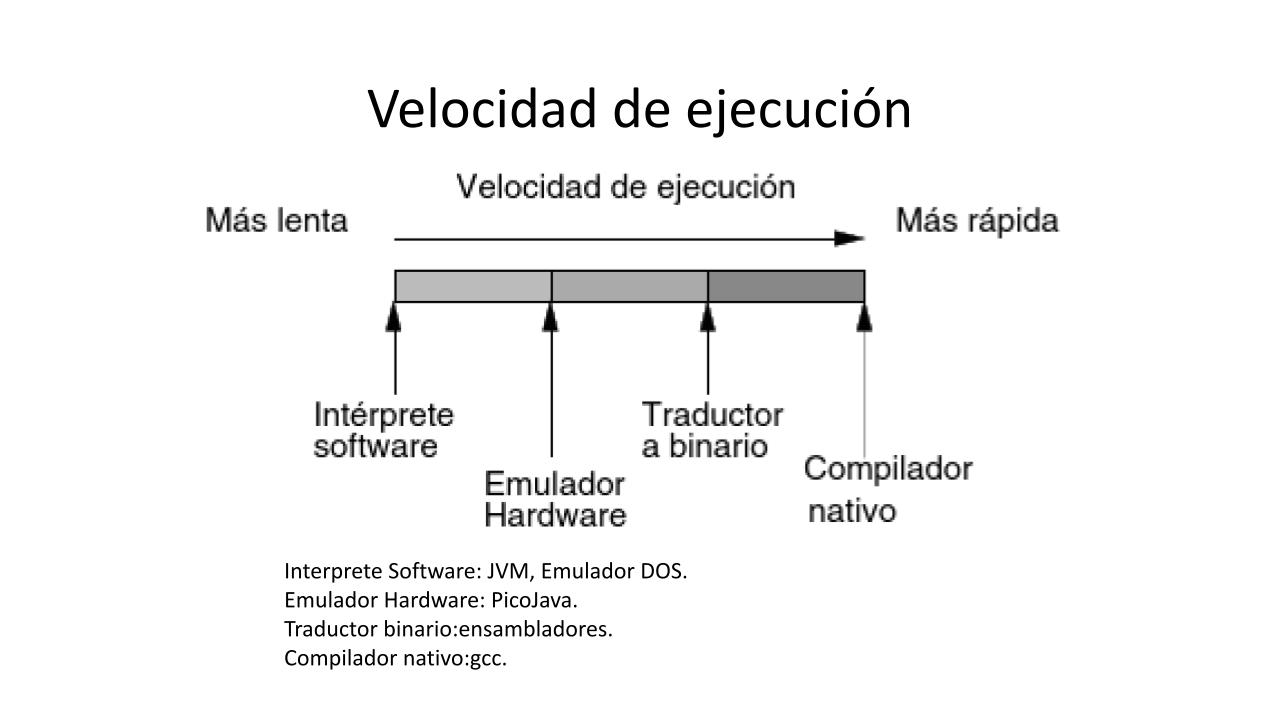 Velocidad de ejecución
Velocidad de ejecución
Más lenta
Más rápida
Intérprete
software
Emulador
Hardware
Traductor
a binario
Compilador
nativo
Interprete Software: JVM, Emulador DOS.
Emulador Hardware: PicoJava.
Traductor binario:ensambladores.
Compilador nativo:gcc.